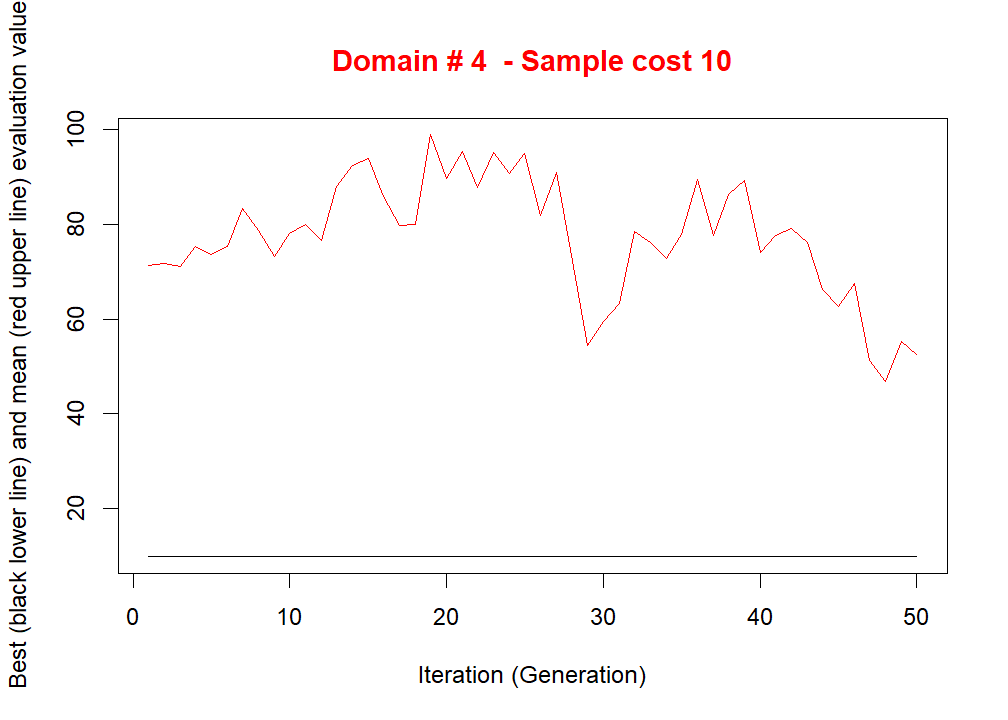 Domain # 4  - Sample cost 10
Best (black lower line) and mean (red upper line) evaluation value
100
80
60
40
20
0 10 20 30 40 50
Iteration (Generation)